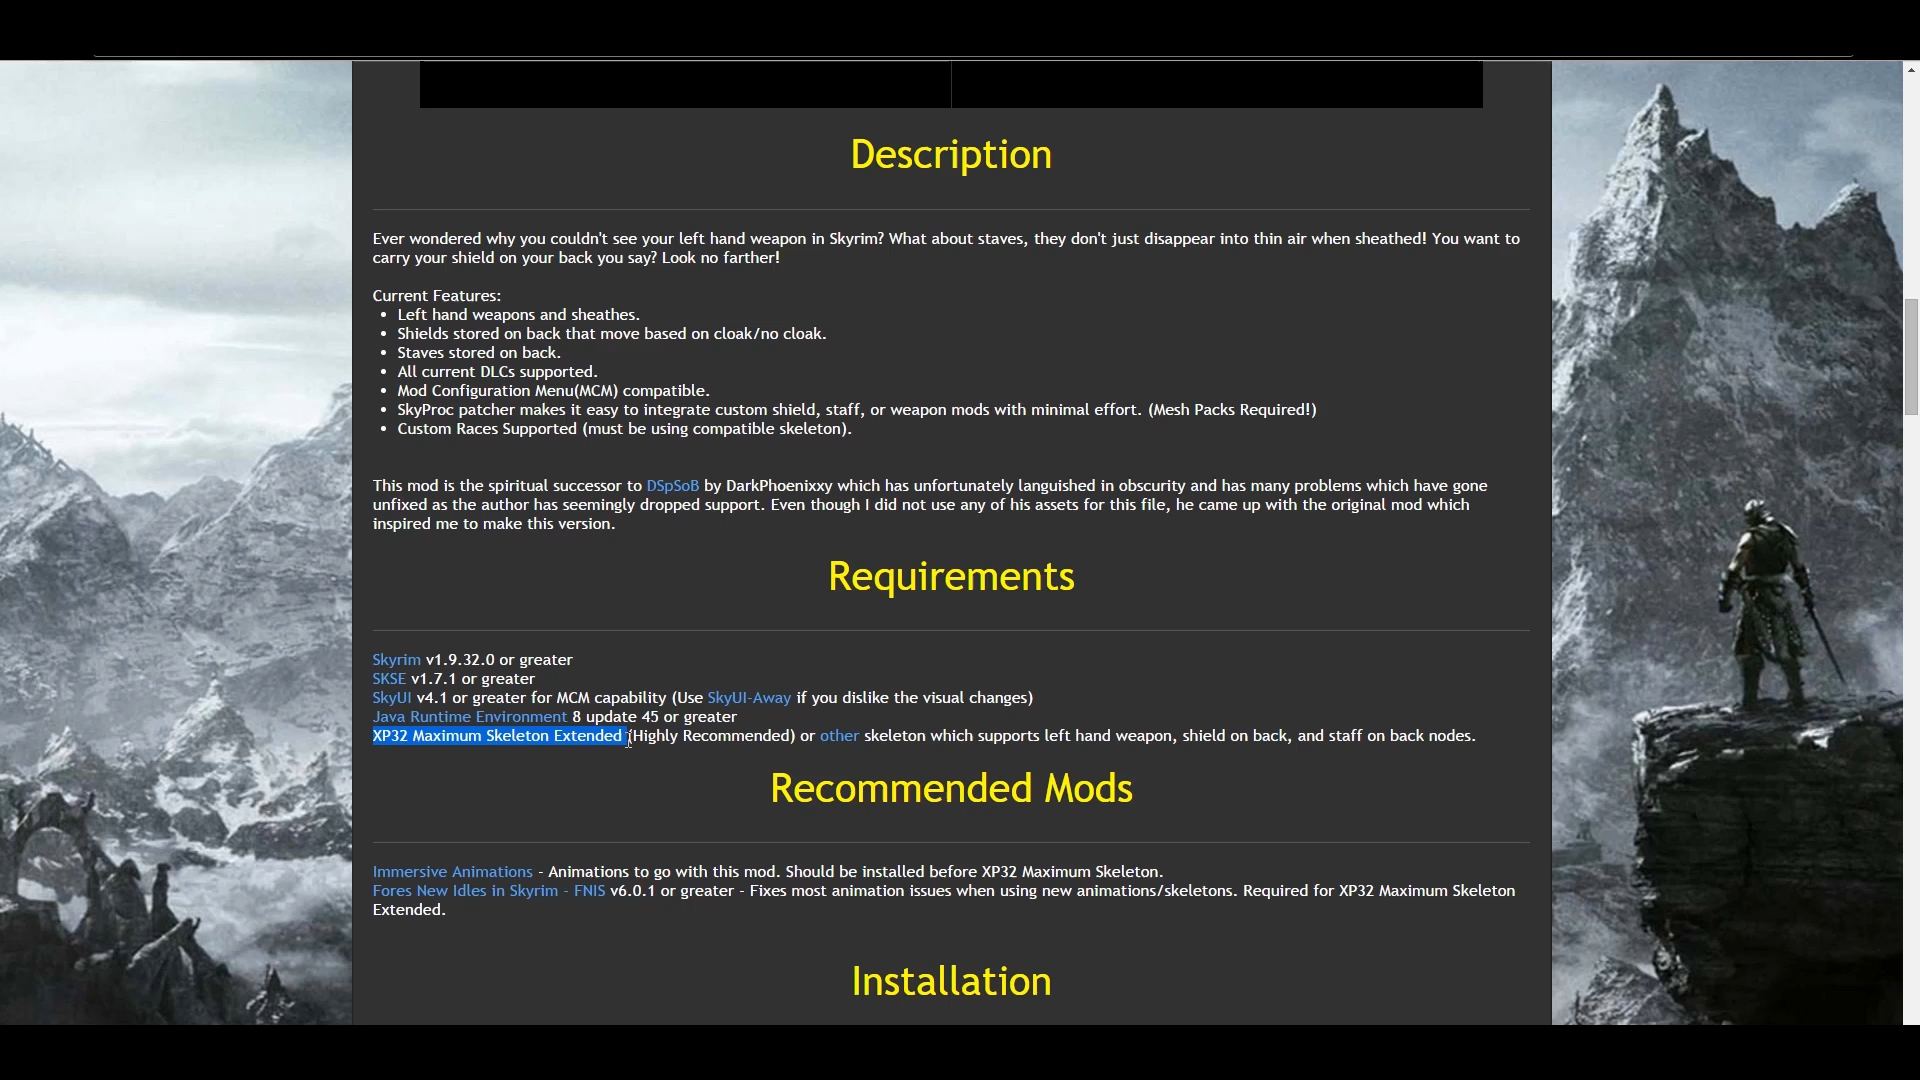 Description
Ever wondered why you couldn't see your left hand weapon in Skyrim? What about staves, they don't just disappear into thin air when sheathed! You want to
carry your shield on your back you say? Look no farther!
Current Features:
• Left hand weapons and sheathes.
• Shields stored on back that move based on cloak/no cloak.
• Staves stored on back.
• All current DLCs supported.
• Mod Configuration Menu(MCM) compatible.
• SkyProc patcher makes it easy to integrate custom shield, staff, or weapon mods with minimal effort. (Mesh Packs Required!)
• Custom Races Supported (must be using compatible skeleton).
This mod is the spiritual successor to DSpSoB by DarkPhoenixxy which has unfortunately languished in obscurity and has many problems which have gone
unfixed as the author has seemingly dropped support. Even though I did not use any of his assets for this file, he came up with the original mod which
inspired me to make this version.
Requirements
Skyrim v1.9.32.0 or greater
SKSE v1.7.1 or greater
SkyUI v4.1 or greater for MCM capability (Use SkyUI-Away if you dislike the visual changes)
Java Runtime Environment 8 update 45 or greater
XP32 Maximum Skeleton Extended (Highly Recommended) or other skeleton which supports left hand weapon, shield on back, and staff on back nodes.
Recommended Mods
Immersive Animations - Animations to go with this mod. Should be installed before XP32 Maximum Skeleton.
Fores New Idles in Skyrim - FNIS v6.0.1 or greater - Fixes most animation issues when using new animations/skeletons. Required for XP32 Maximum Skeleton
Extended.
Installation